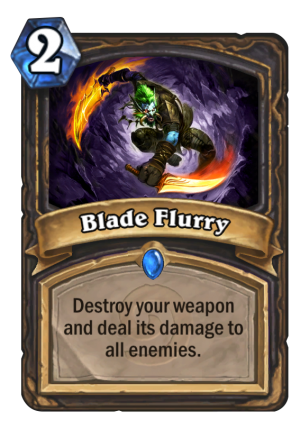 2
Blade Flurry
Destroy your weapon
and deal its damage to
all enemies.